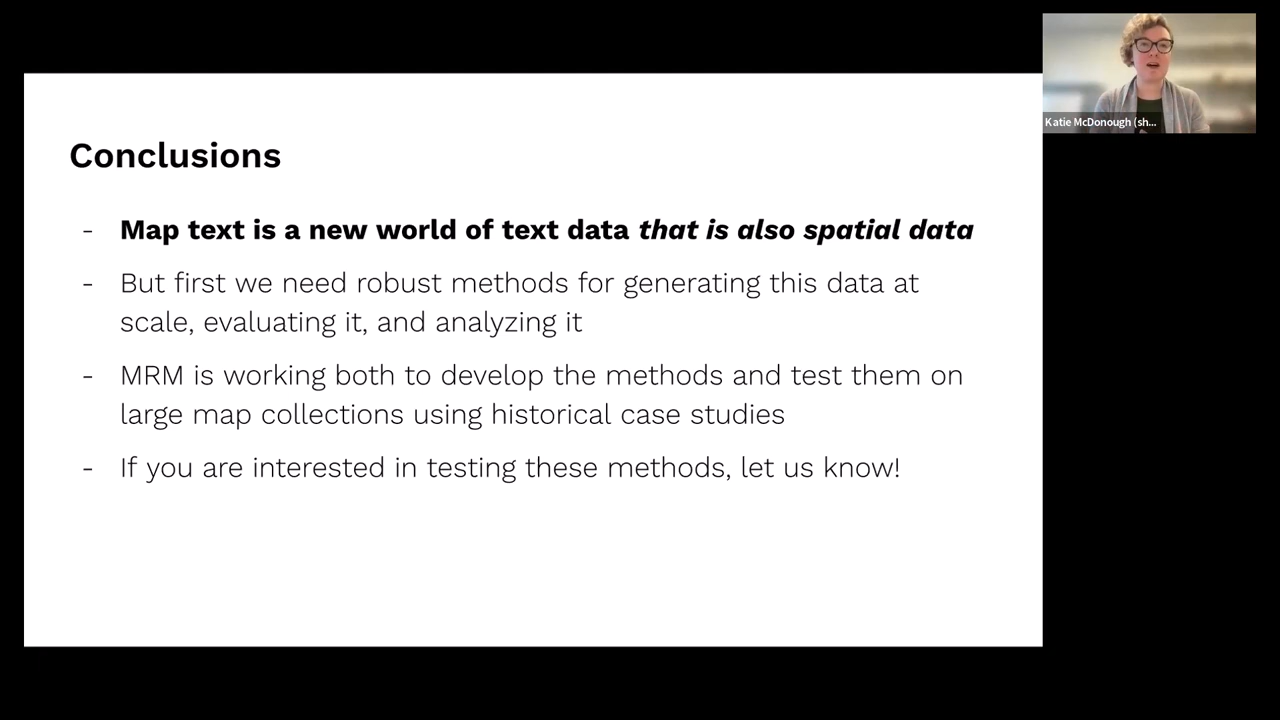 Conclusions
- Map text is a new world of text data that is also spatial data
- But first we need robust methods for generating this data at
scale, evaluating it, and analyzing it
- MRM is working both to develop the methods and test them on
large map collections using historical case studies
- If you are interested in testing these methods, let us know!
Katie McDonough (sh...